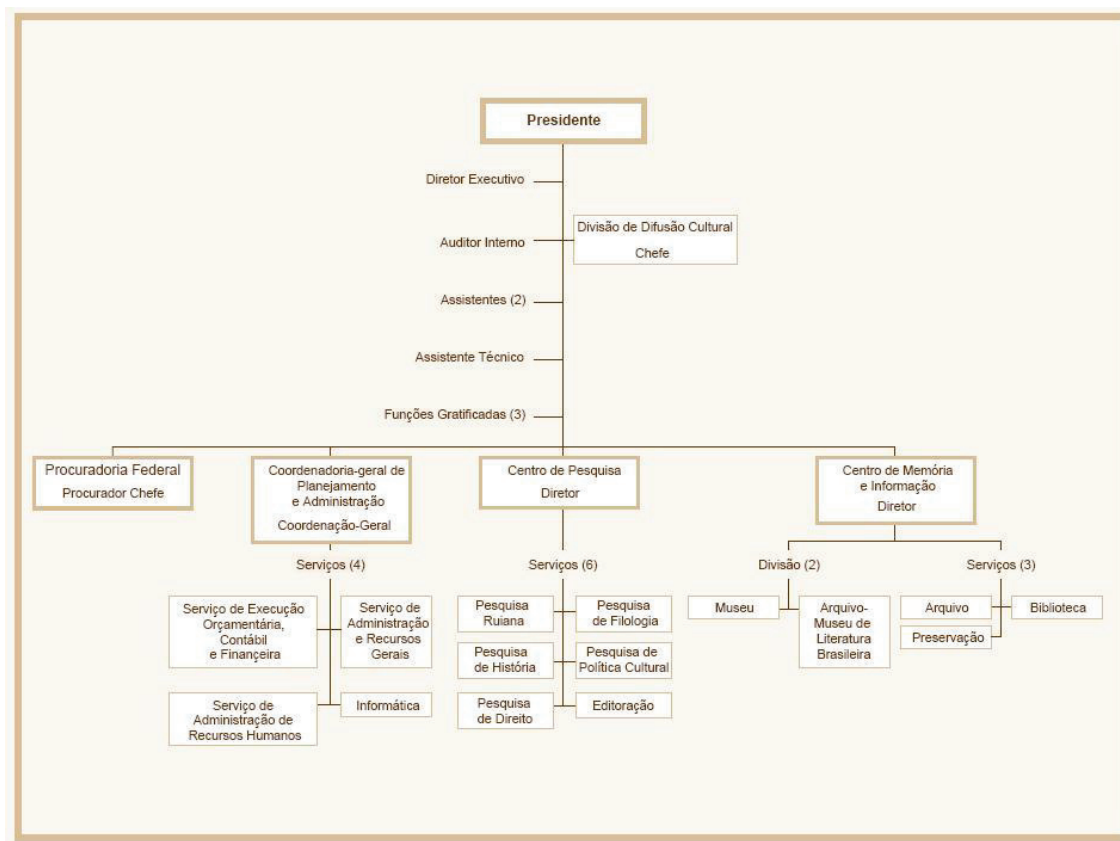 Presidente
Diretor Executivo
Auditor Interno
Divisão de Difusão Cultural
Chefe
Assistentes (2)
Assistente Técnico
Funções Gratificadas (3)
Procuradoria Federal
Procurador Chefe
Coordenadoria-geral de
Planejamento
e Administração
Coordenação-Geral
Centro de Pesquisa
Diretor
Centro de Memória
e Informação
Diretor
Serviços (4)
Serviço de Execução
Orçamentária,
Contábil
e Finançeira
Serviço de
Administração
e Recursos
Gerais
Serviço de
Administração de
Recursos Humanos
Informática
Serviços (6)
Pesquisa
Ruiana
Pesquisa
de Filologia
Pesquisa
de História
Pesquisa de
Política Cultural
Pesquisa
de Direito
Editoração
Divisão (2)
Museu
Arquivo-
Museu de
Literatura
Brasileira
Serviços (3)
Arquivo
Biblioteca
Preservação